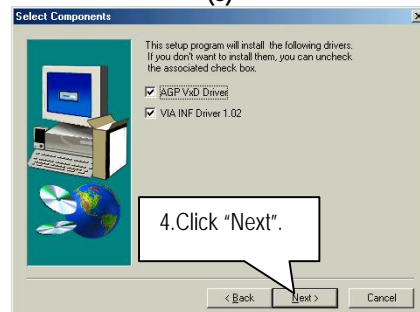 Select Components
This setup program will install the following drivers.
If you don't want to install them, you can uncheck
the associated check box.
AGP VxD Driver
VIA INF Driver 1.02
4.Click “Next”.
< Back Next > Cancel